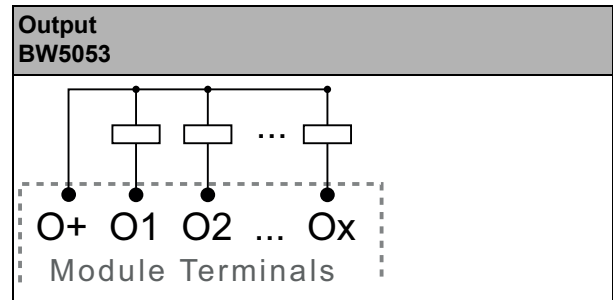 Output
BW5053
...
O+ O1 O2 ... Ox
Module Terminals